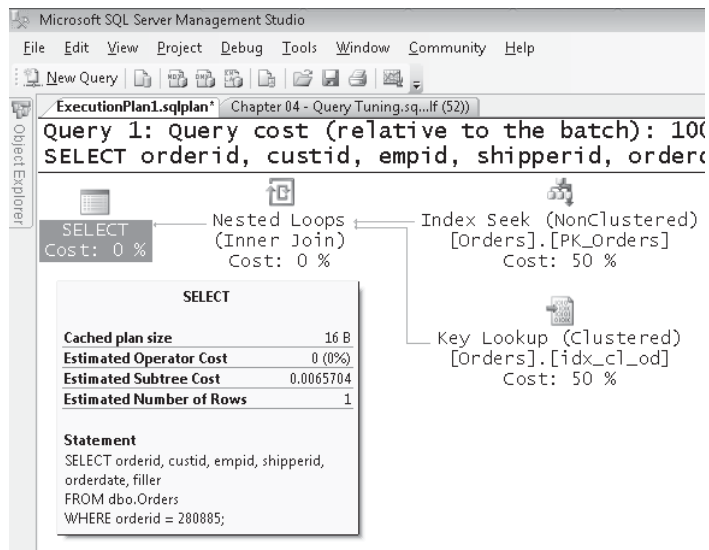 Microsoft SQL Server Management Studio
File Edit View Project Debug Tools Window Community Help
New Query
ExecutionPlan1.sqlplan* Chapter 04 - Query Tuning.sq...lf (52))
Object Explorer
Query 1: Query cost (relative to the batch): 100
SELECT orderid, custid, empid, shipperid, orderd
SELECT
Cost: 0 %
Nested Loops
(Inner Join)
Cost: 0 %
Index Seek (NonClustered)
[Orders].[PK_Orders]
Cost: 50 %
Key Lookup (Clustered)
[Orders].[idx_cl_od]
Cost: 50 %
SELECT
Cached plan size 16 B
Estimated Operator Cost 0 (0%)
Estimated Subtree Cost 0.0065704
Estimated Number of Rows 1
Statement
SELECT orderid, custid, empid, shipperid,
orderdate, filler
FROM dbo.Orders
WHERE orderid = 280885;